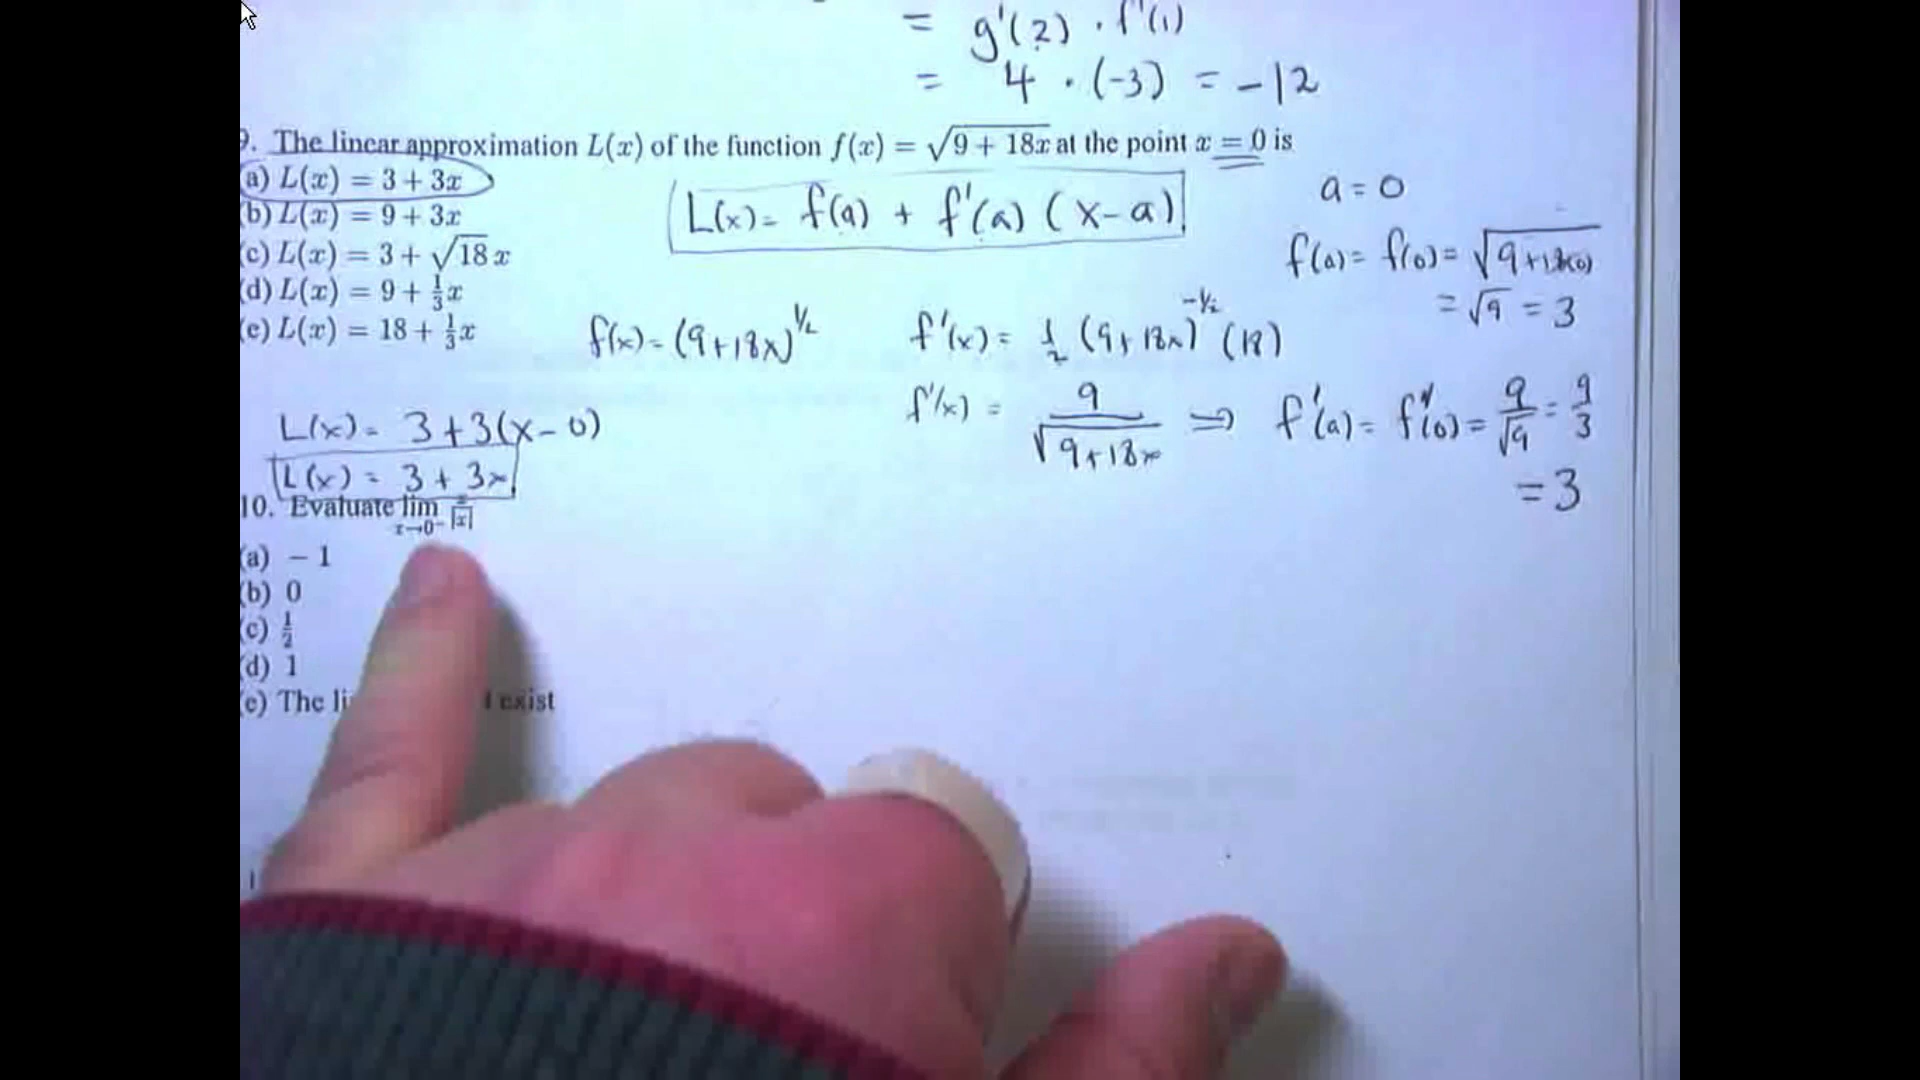 = g'(2) · f'(1)
= 4 · (-3) = -12
9. The linear approximation L(x) of the function f(x) = √(9 + 18x) at the point x = 0 is
(a) L(x) = 3 + 3x
(b) L(x) = 9 + 3x
(c) L(x) = 3 + √18 x
(d) L(x) = 9 + 1/3 x
(e) L(x) = 18 + 1/3 x
L(x) = f(a) + f'(a) (x - a)
a = 0
f(a) = f(0) = √(9+18(0))
= √9 = 3
f(x) = (9+18x)^1/2
f'(x) = 1/2 (9+18x)^-1/2 (18)
f'(x) = 9/√(9+18x) ⇒ f'(a) = f'(0) = 9/√9 = 9/3
= 3
L(x) = 3+3(x-0)
L(x) = 3 + 3x
10. Evaluate lim x→0⁻ x/|x|
(a) - 1
(b) 0
(c) 1/2
(d) 1
(e) The exist